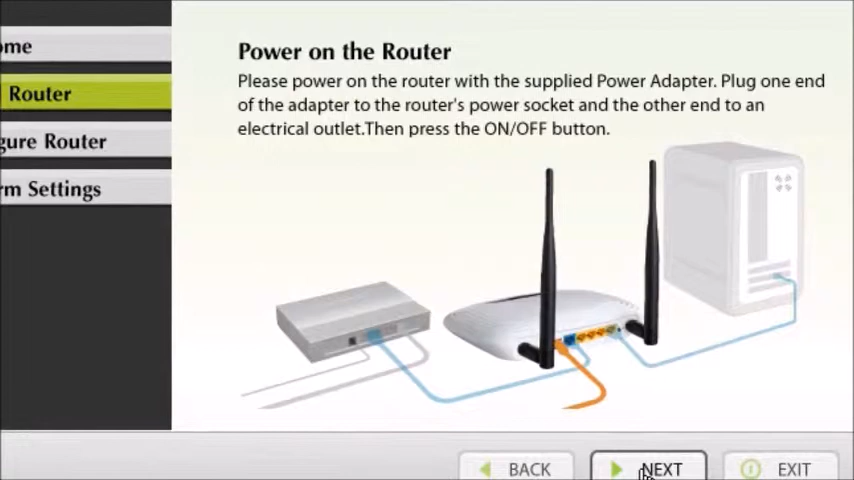 ome
Router
gure Router
rm Settings
Power on the Router
Please power on the router with the supplied Power Adapter. Plug one end
of the adapter to the router's power socket and the other end to an
electrical outlet.Then press the ON/OFF button.
BACK
NEXT
EXIT